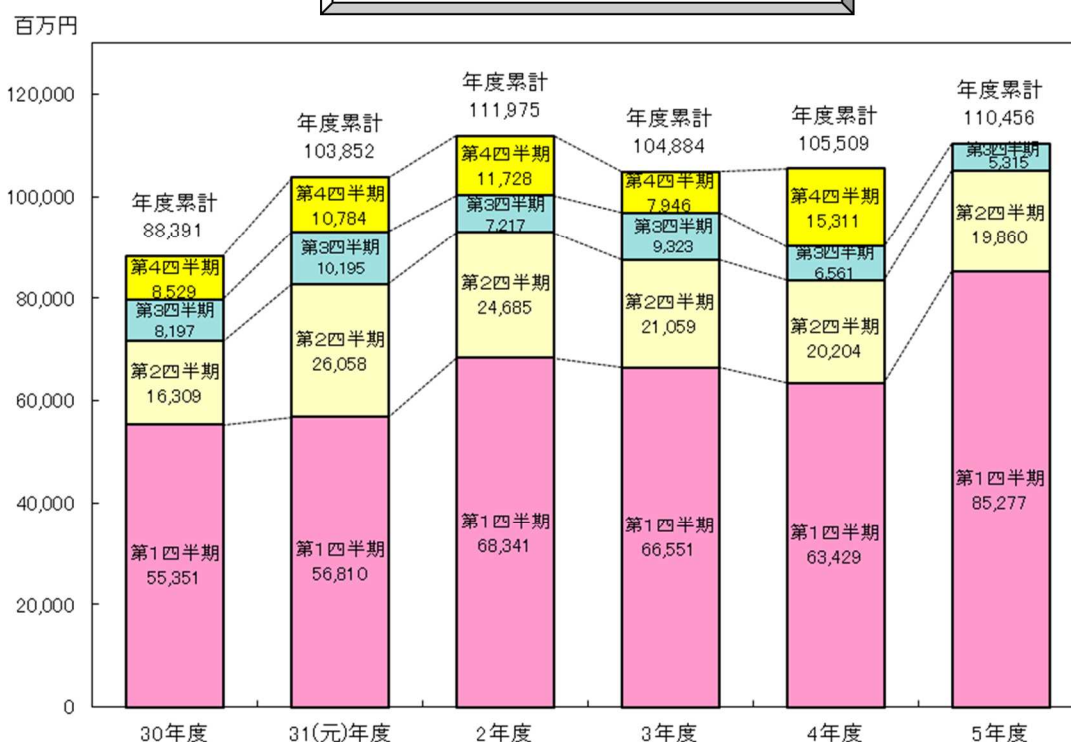 百万円
120,000
100,000
80,000
60,000
40,000
20,000
0
年度累計
88,391
第4四半期
8,529
第3四半期
8,197
第2四半期
16,309
第1四半期
55,351
30年度
年度累計
103,852
第4四半期
10,784
第3四半期
10,195
第2四半期
26,058
第1四半期
56,810
31(元)年度
年度累計
111,975
第4四半期
11,728
第3四半期
7,217
第2四半期
24,685
第1四半期
68,341
2年度
年度累計
104,884
第4四半期
7,946
第3四半期
9,323
第2四半期
21,059
第1四半期
66,551
3年度
年度累計
105,509
第4四半期
15,311
第3四半期
6,561
第2四半期
20,204
第1四半期
63,429
4年度
年度累計
110,456
第3四半期
5,315
第2四半期
19,860
第1四半期
85,277
5年度